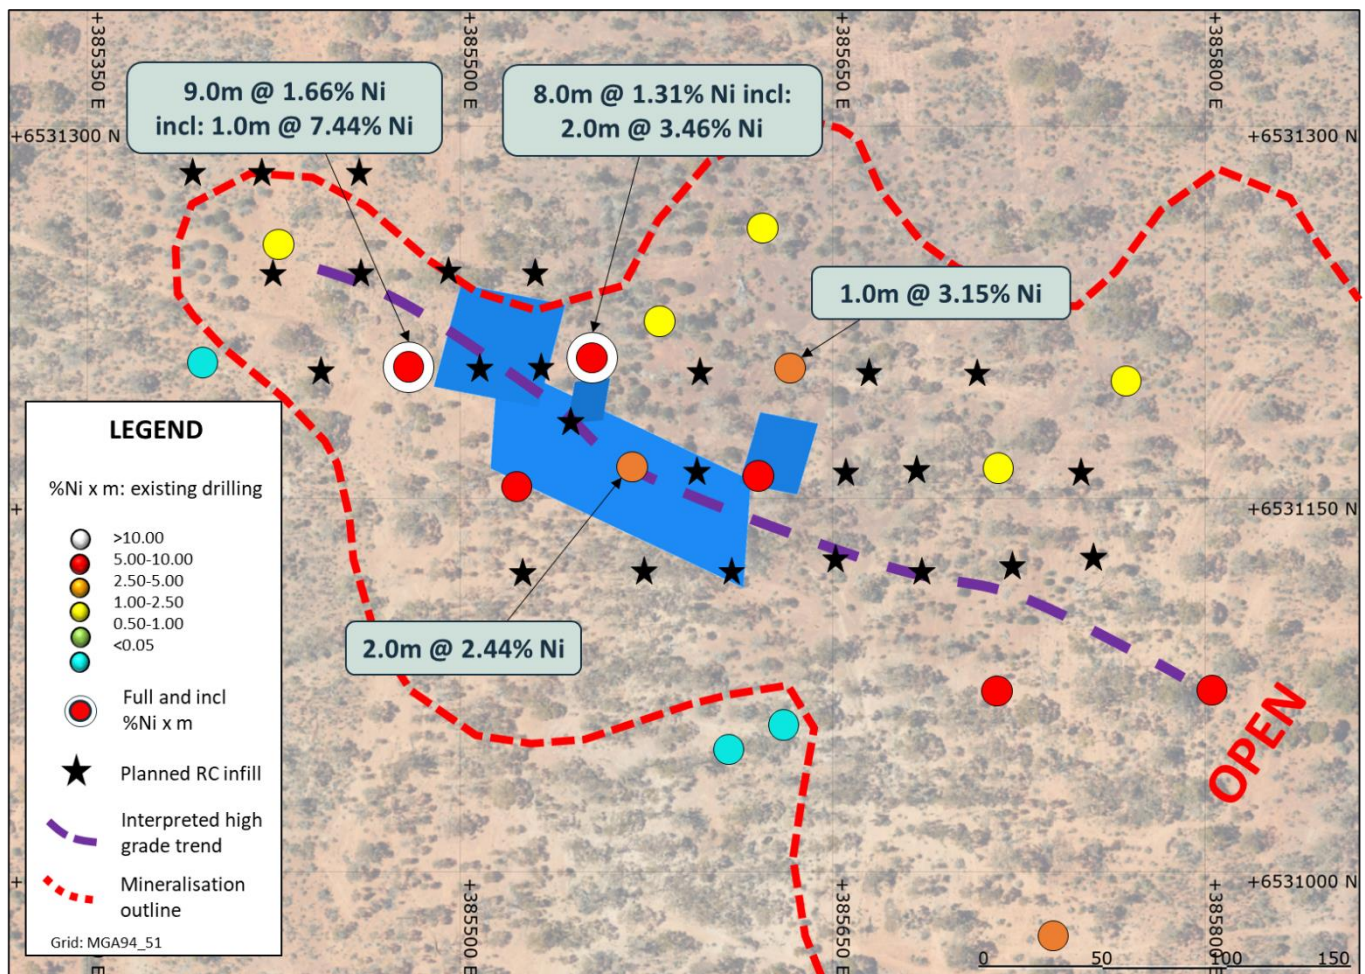 +385350 E
+385500 E
+385650 E
+385800 E
9.0m @ 1.66% Ni
incl: 1.0m @ 7.44% Ni
8.0m @ 1.31% Ni incl:
2.0m @ 3.46% Ni
+6531300 N
+6531300 N
1.0m @ 3.15% Ni
LEGEND
%Ni x m: existing drilling
>10.00
5.00-10.00
2.50-5.00
1.00-2.50
0.50-1.00
<0.05
Full and incl
%Ni x m
Planned RC infill
Interpreted high
grade trend
Mineralisation
outline
Grid: MGA94_51
+
+6531150 N
2.0m @ 2.44% Ni
OPEN
+
+6531000 N
E
+385500 E
+385650 E
+385800 E
0 50 100 150